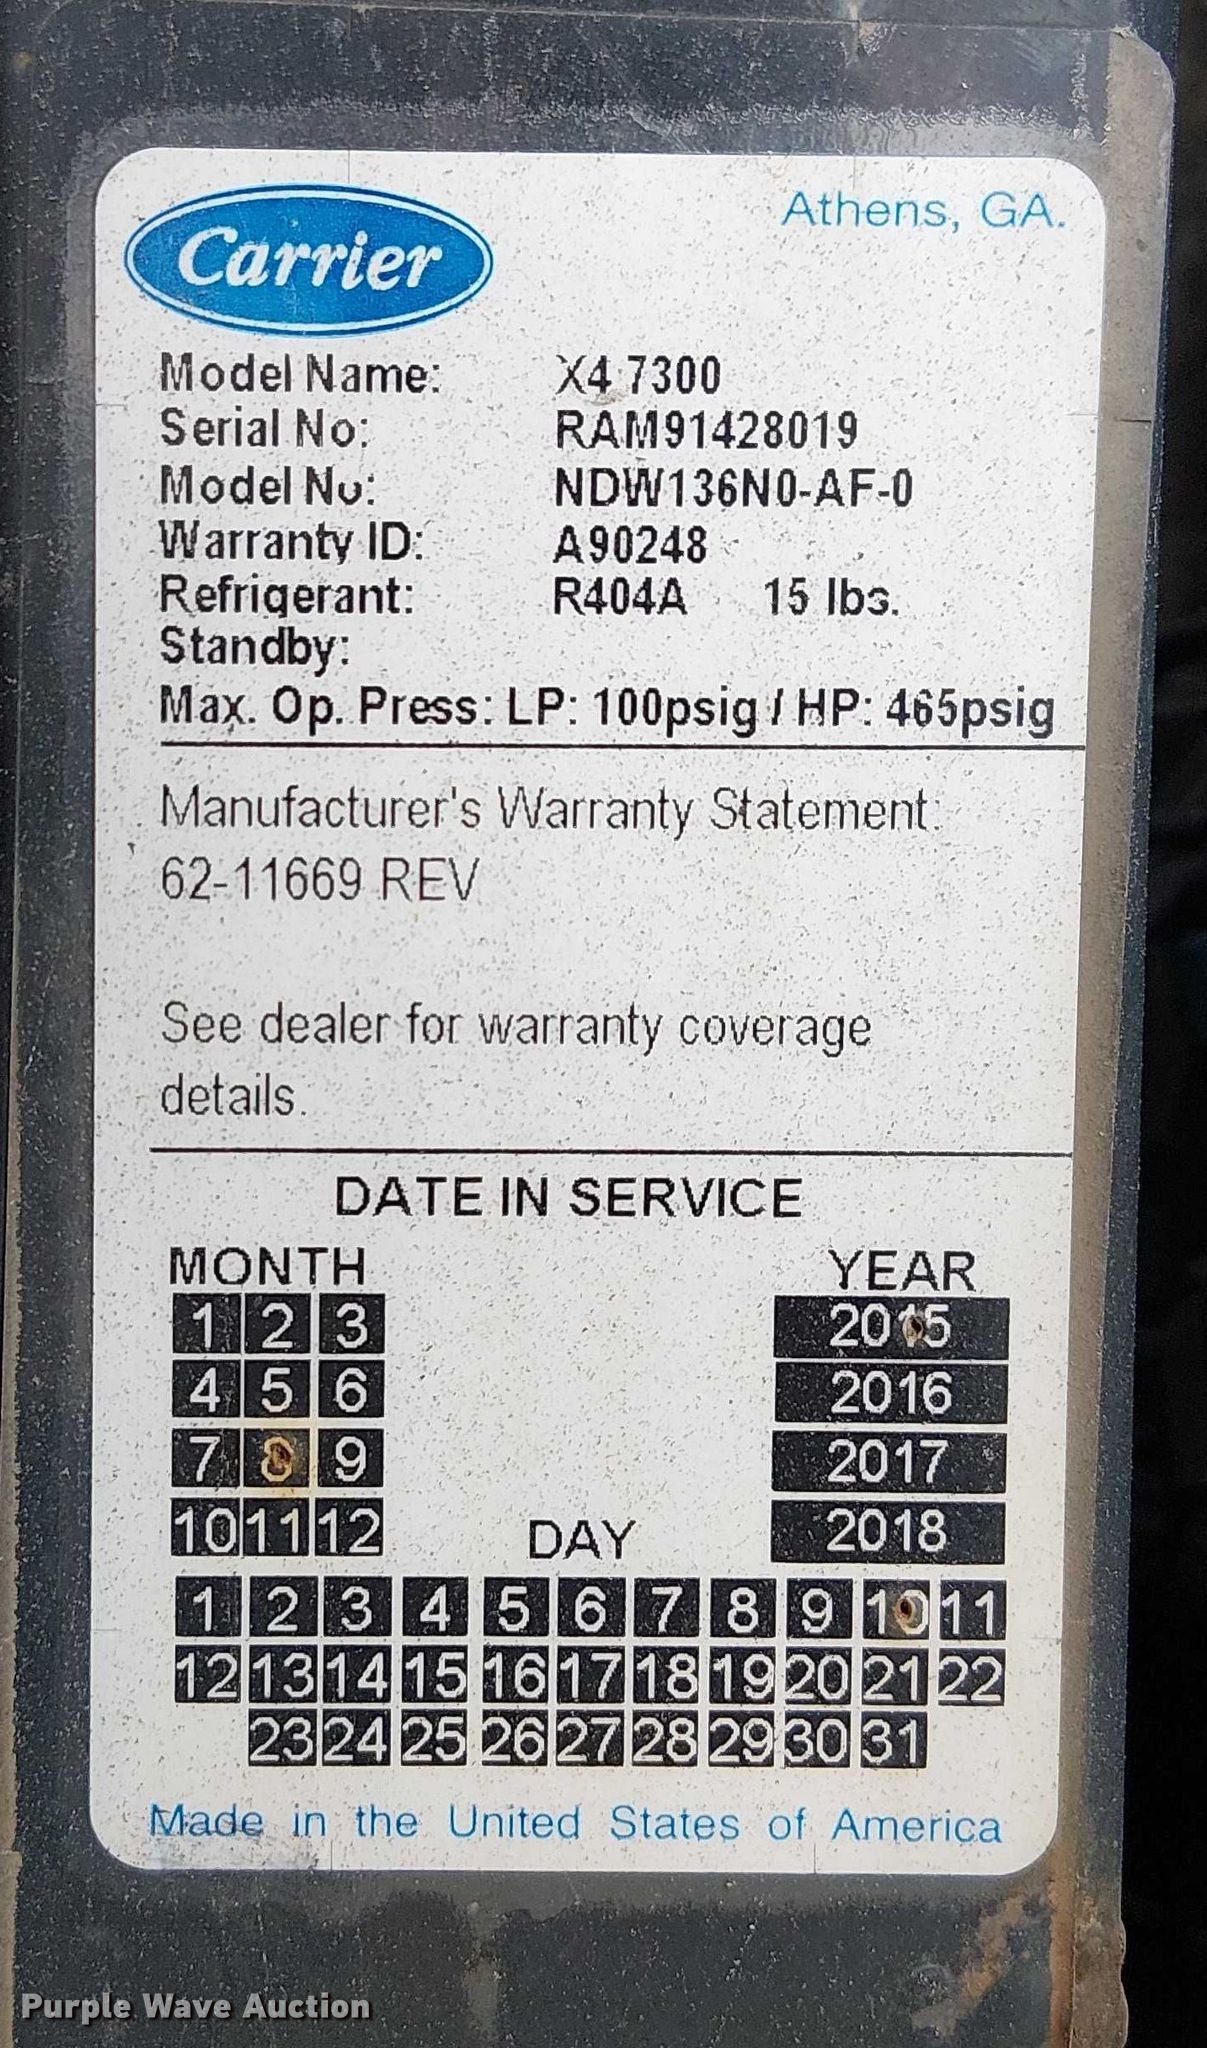 Carrier
Athens, GA.
Model Name: X4 7300
Serial No: RAM91428019
Model No: NDW136N0-AF-0
Warranty ID: A90248
Refrigerant: R404A 15 lbs.
Standby:
Max. Op. Press: LP: 100psig / HP: 465psig
Manufacturer's Warranty Statement:
62-11669 REV
See dealer for warranty coverage
details.
DATE IN SERVICE
MONTH YEAR
1 2 3 2015
4 5 6 2016
7 8 9 2017
10 11 12 2018
DAY
1 2 3 4 5 6 7 8 9 10 11
12 13 14 15 16 17 18 19 20 21 22
23 24 25 26 27 28 29 30 31
Made in the United States of America
Purple Wave Auction